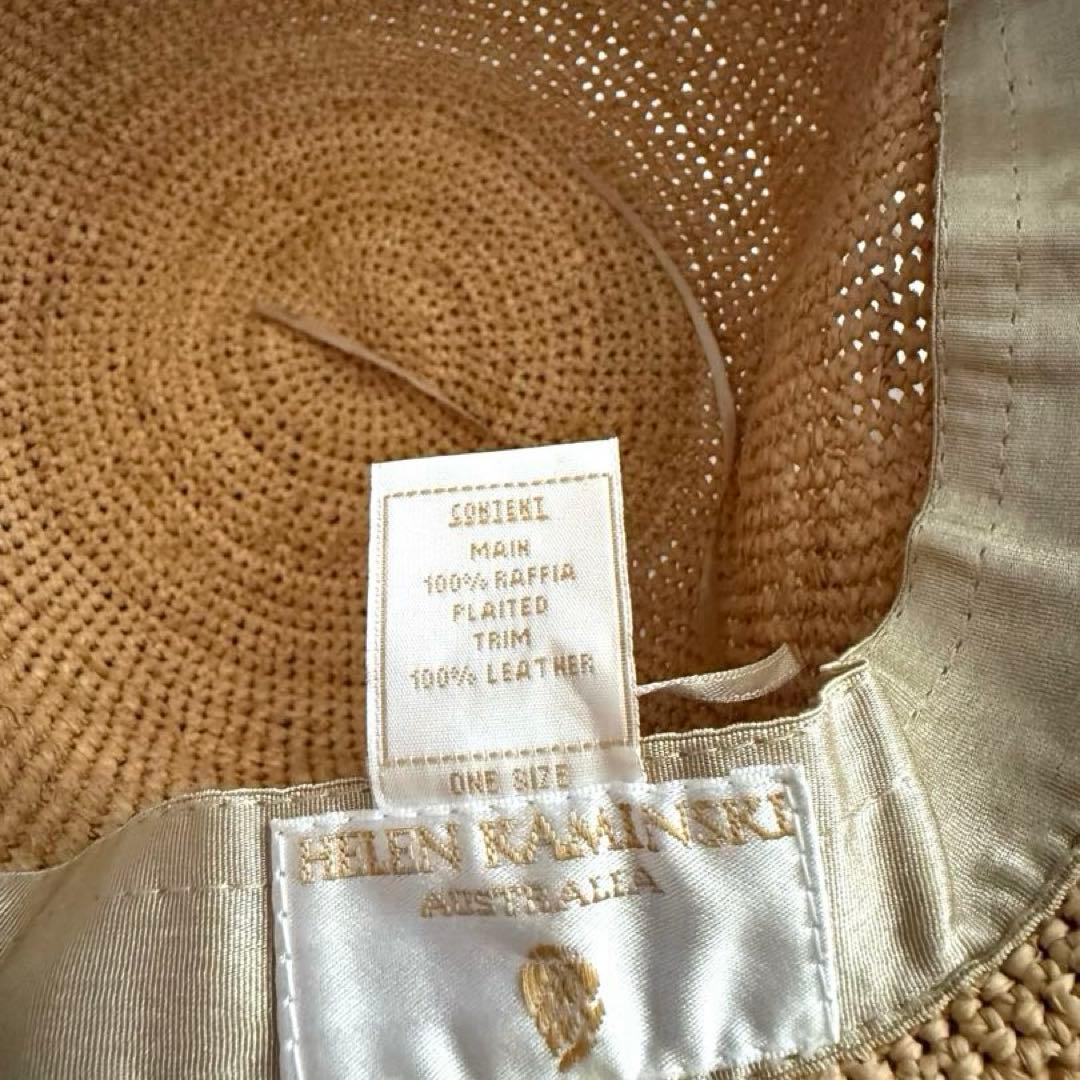 CONTENT
MAIN
100% RAFFIA
PLAITED
TRIM
100% LEATHER
ONE SIZE
HELEN KAMINSKI
AUSTRALIA